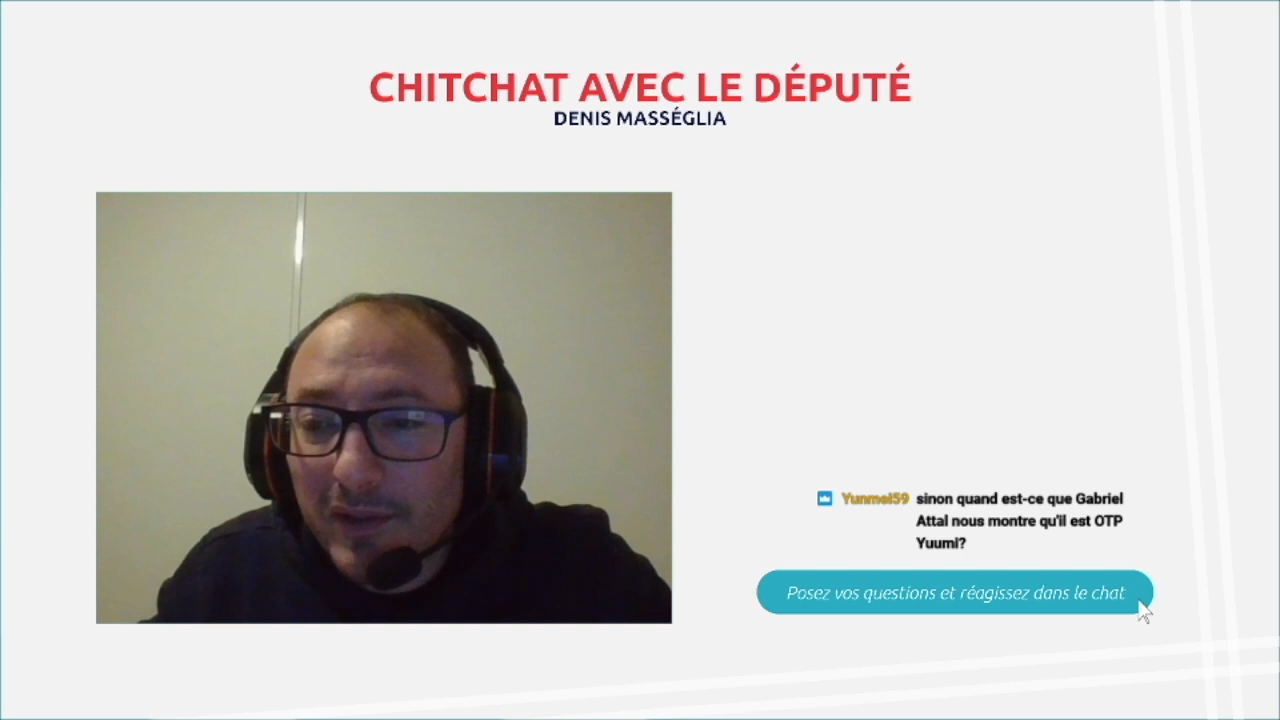 CHITCHAT AVEC LE DÉPUTÉ
DENIS MASSÉGLIA
Yunmei59 sinon quand est-ce que Gabriel
Attal nous montre qu'il est OTP
Yuumi?
Posez vos questions et réagissez dans le chat